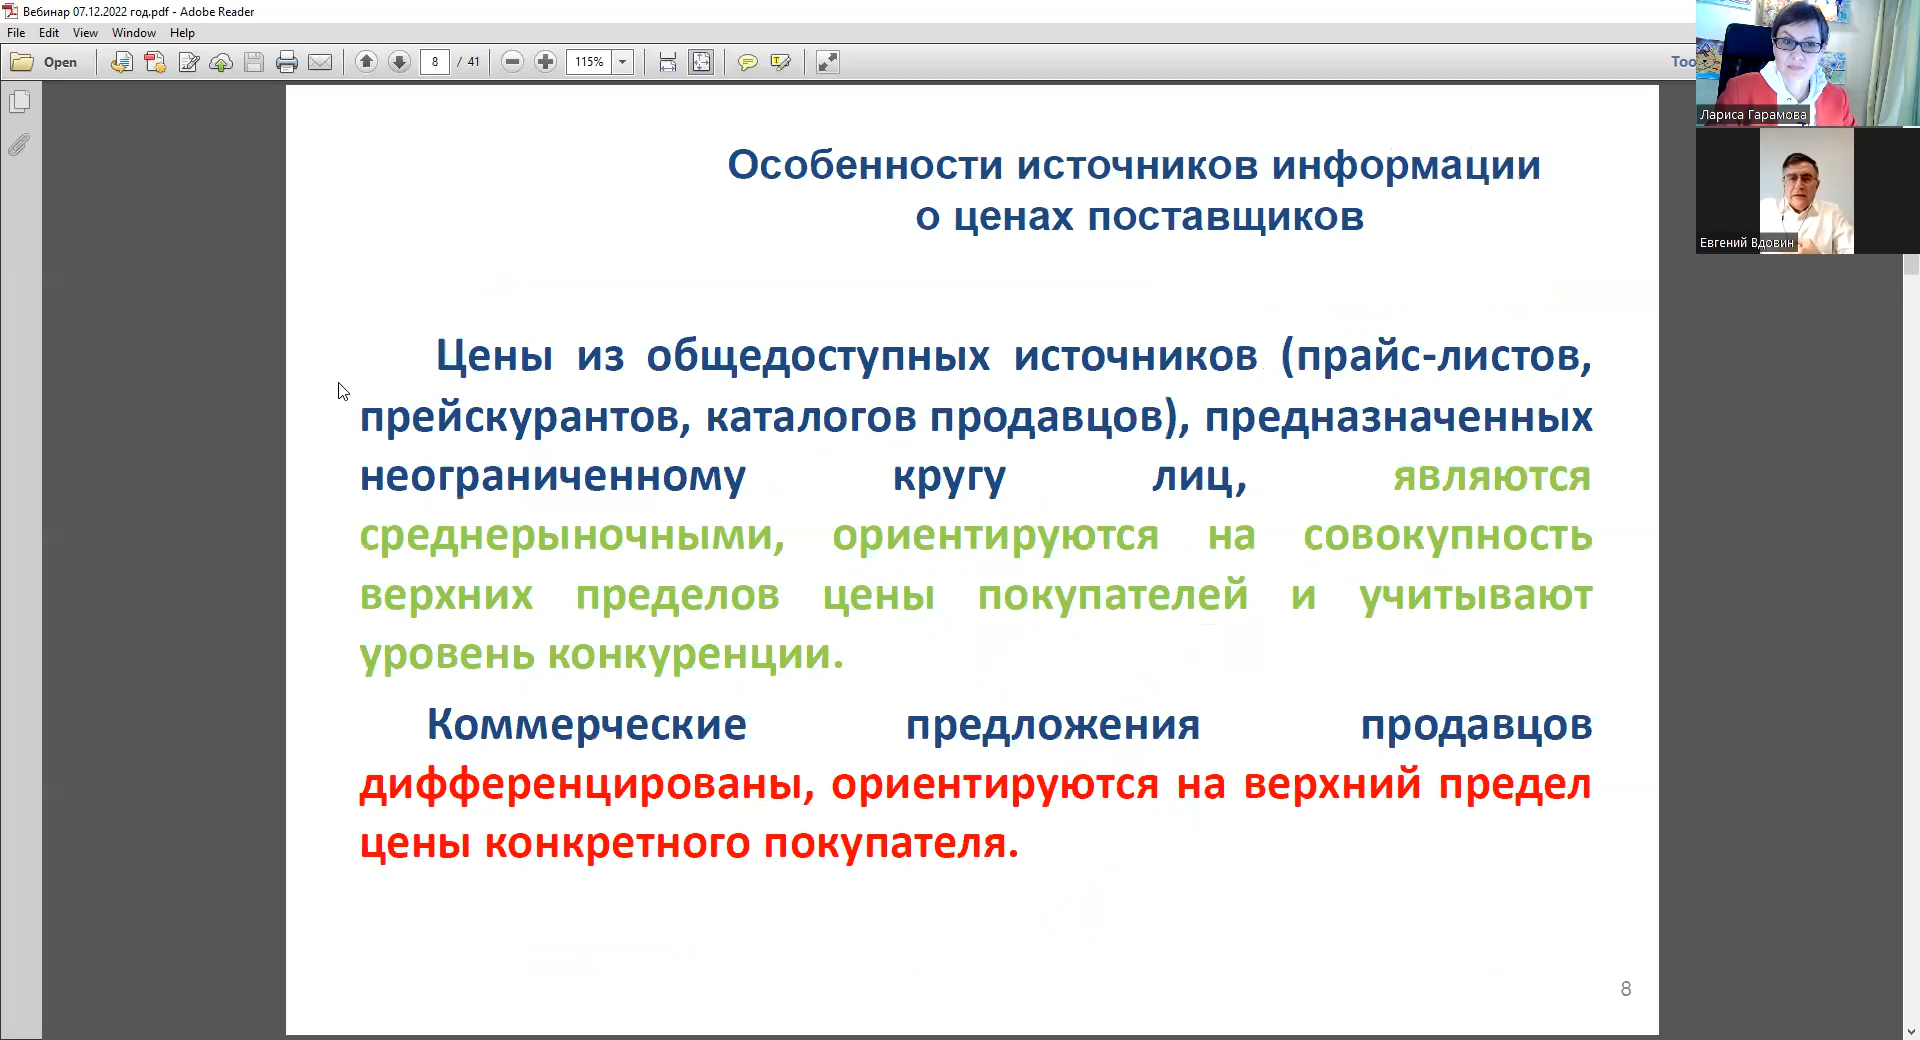 Вебинар 07.12.2022 год.pdf - Adobe Reader
File Edit View Window Help
Open 8 / 41 115%
Лариса Гарамова
Евгений Вдовин
Особенности источников информации
о ценах поставщиков
Цены из общедоступных источников (прайс-листов,
прейскурантов, каталогов продавцов), предназначенных
неограниченному кругу лиц, являются
среднерыночными, ориентируются на совокупность
верхних пределов цены покупателей и учитывают
уровень конкуренции.
Коммерческие предложения продавцов
дифференцированы, ориентируются на верхний предел
цены конкретного покупателя.
8